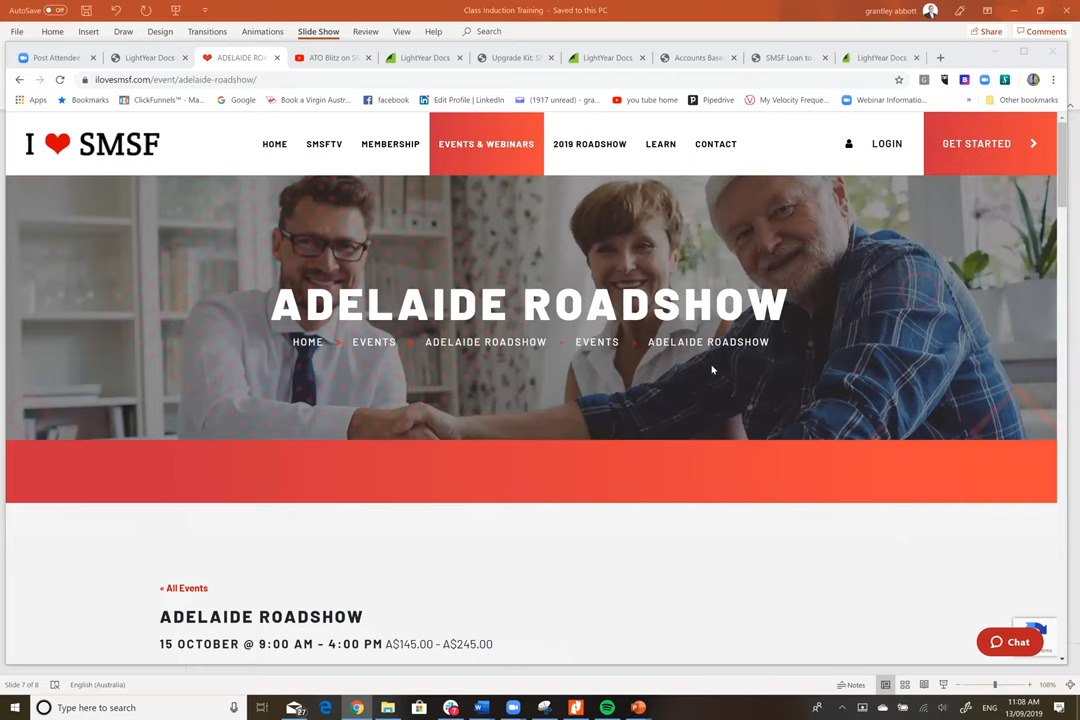 AutoSave Off
Class Induction Training - Saved to this PC
grantley abbott
File Home Insert Draw Design Transitions Animations Slide Show Review View Help Search
Share Comments
Post Attendee
LightYear Docs
ADELAIDE ROA
ATO Blitz on SM
LightYear Docs
Upgrade Kit: S
LightYear Docs
Accounts Base
SMSF Loan to
LightYear Docs
ilovesmsf.com/event/adelaide-roadshow/
Apps Bookmarks ClickFunnels™ - Ma... Google Book a Virgin Austr... facebook Edit Profile | LinkedIn (1917 unread) - gra... you tube home Pipedrive My Velocity Freque... Webinar Informatio... » Other bookmarks
I SMSF
HOME SMSFTV MEMBERSHIP EVENTS & WEBINARS 2019 ROADSHOW LEARN CONTACT LOGIN GET STARTED
ADELAIDE ROADSHOW
HOME > EVENTS ADELAIDE ROADSHOW EVENTS ADELAIDE ROADSHOW
« All Events
ADELAIDE ROADSHOW
15 OCTOBER @ 9:00 AM - 4:00 PM A$145.00 - A$245.00
Chat
Slide 7 of 8 English (Australia) Notes 108%
Type here to search
27
ENG
11:08 AM
13/09/2019